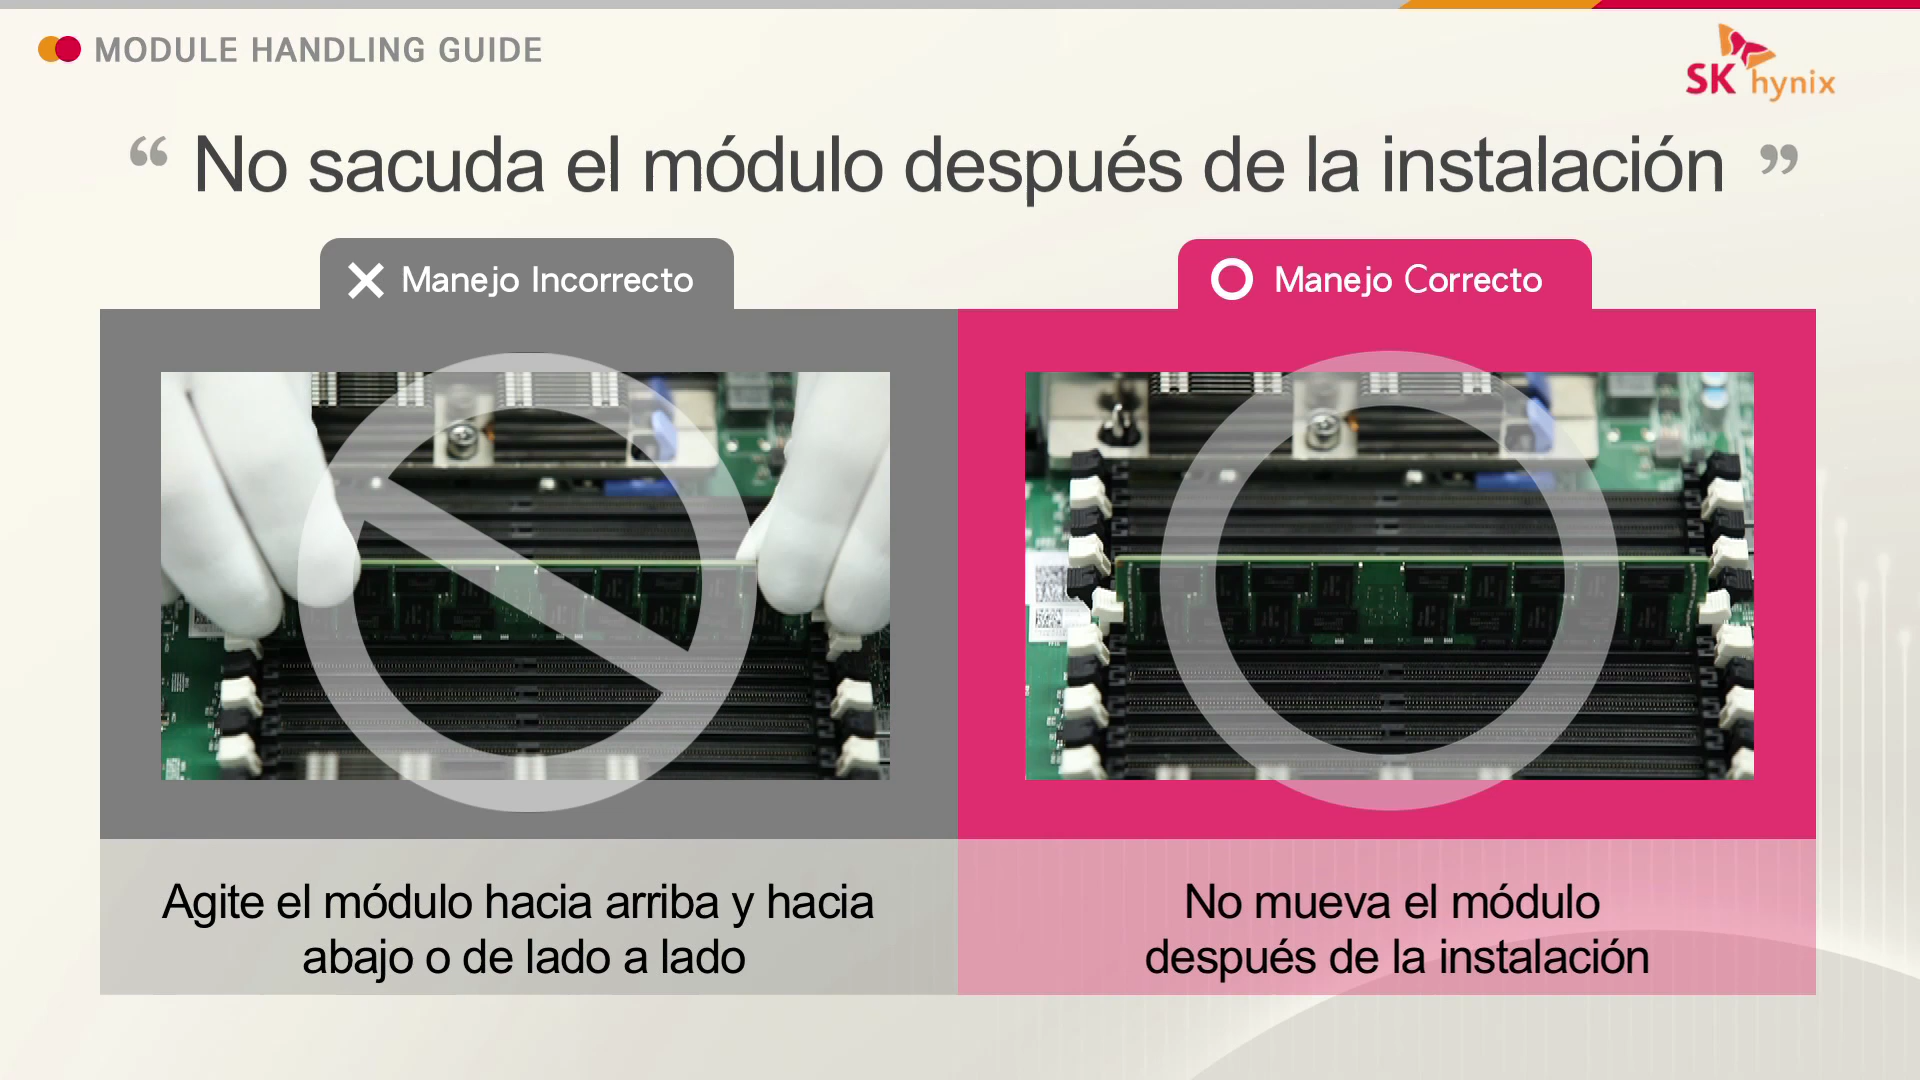 MODULE HANDLING GUIDE
SK hynix
“ No sacuda el módulo después de la instalación ”
Manejo Incorrecto
Manejo Correcto
Agite el módulo hacia arriba y hacia
abajo o de lado a lado
No mueva el módulo
después de la instalación